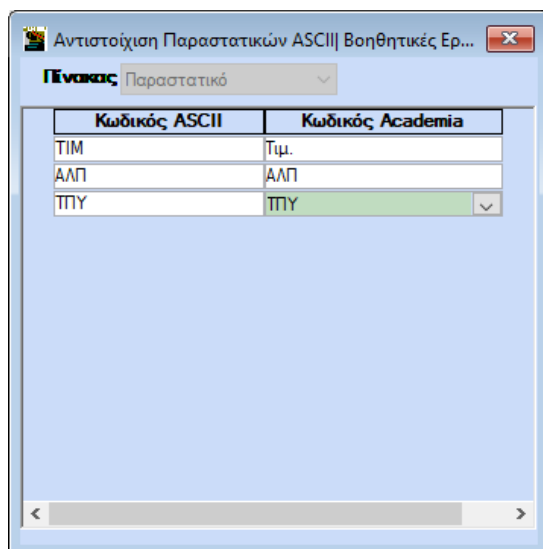 Αντιστοίχιση Παραστατικών ASCII| Βοηθητικές Ερ...
Πίνακας Παραστατικό
Κωδικός ASCII Κωδικός Academia
ΤΙΜ Τιμ.
ΑΛΠ ΑΛΠ
ΤΠΥ ΤΠΥ